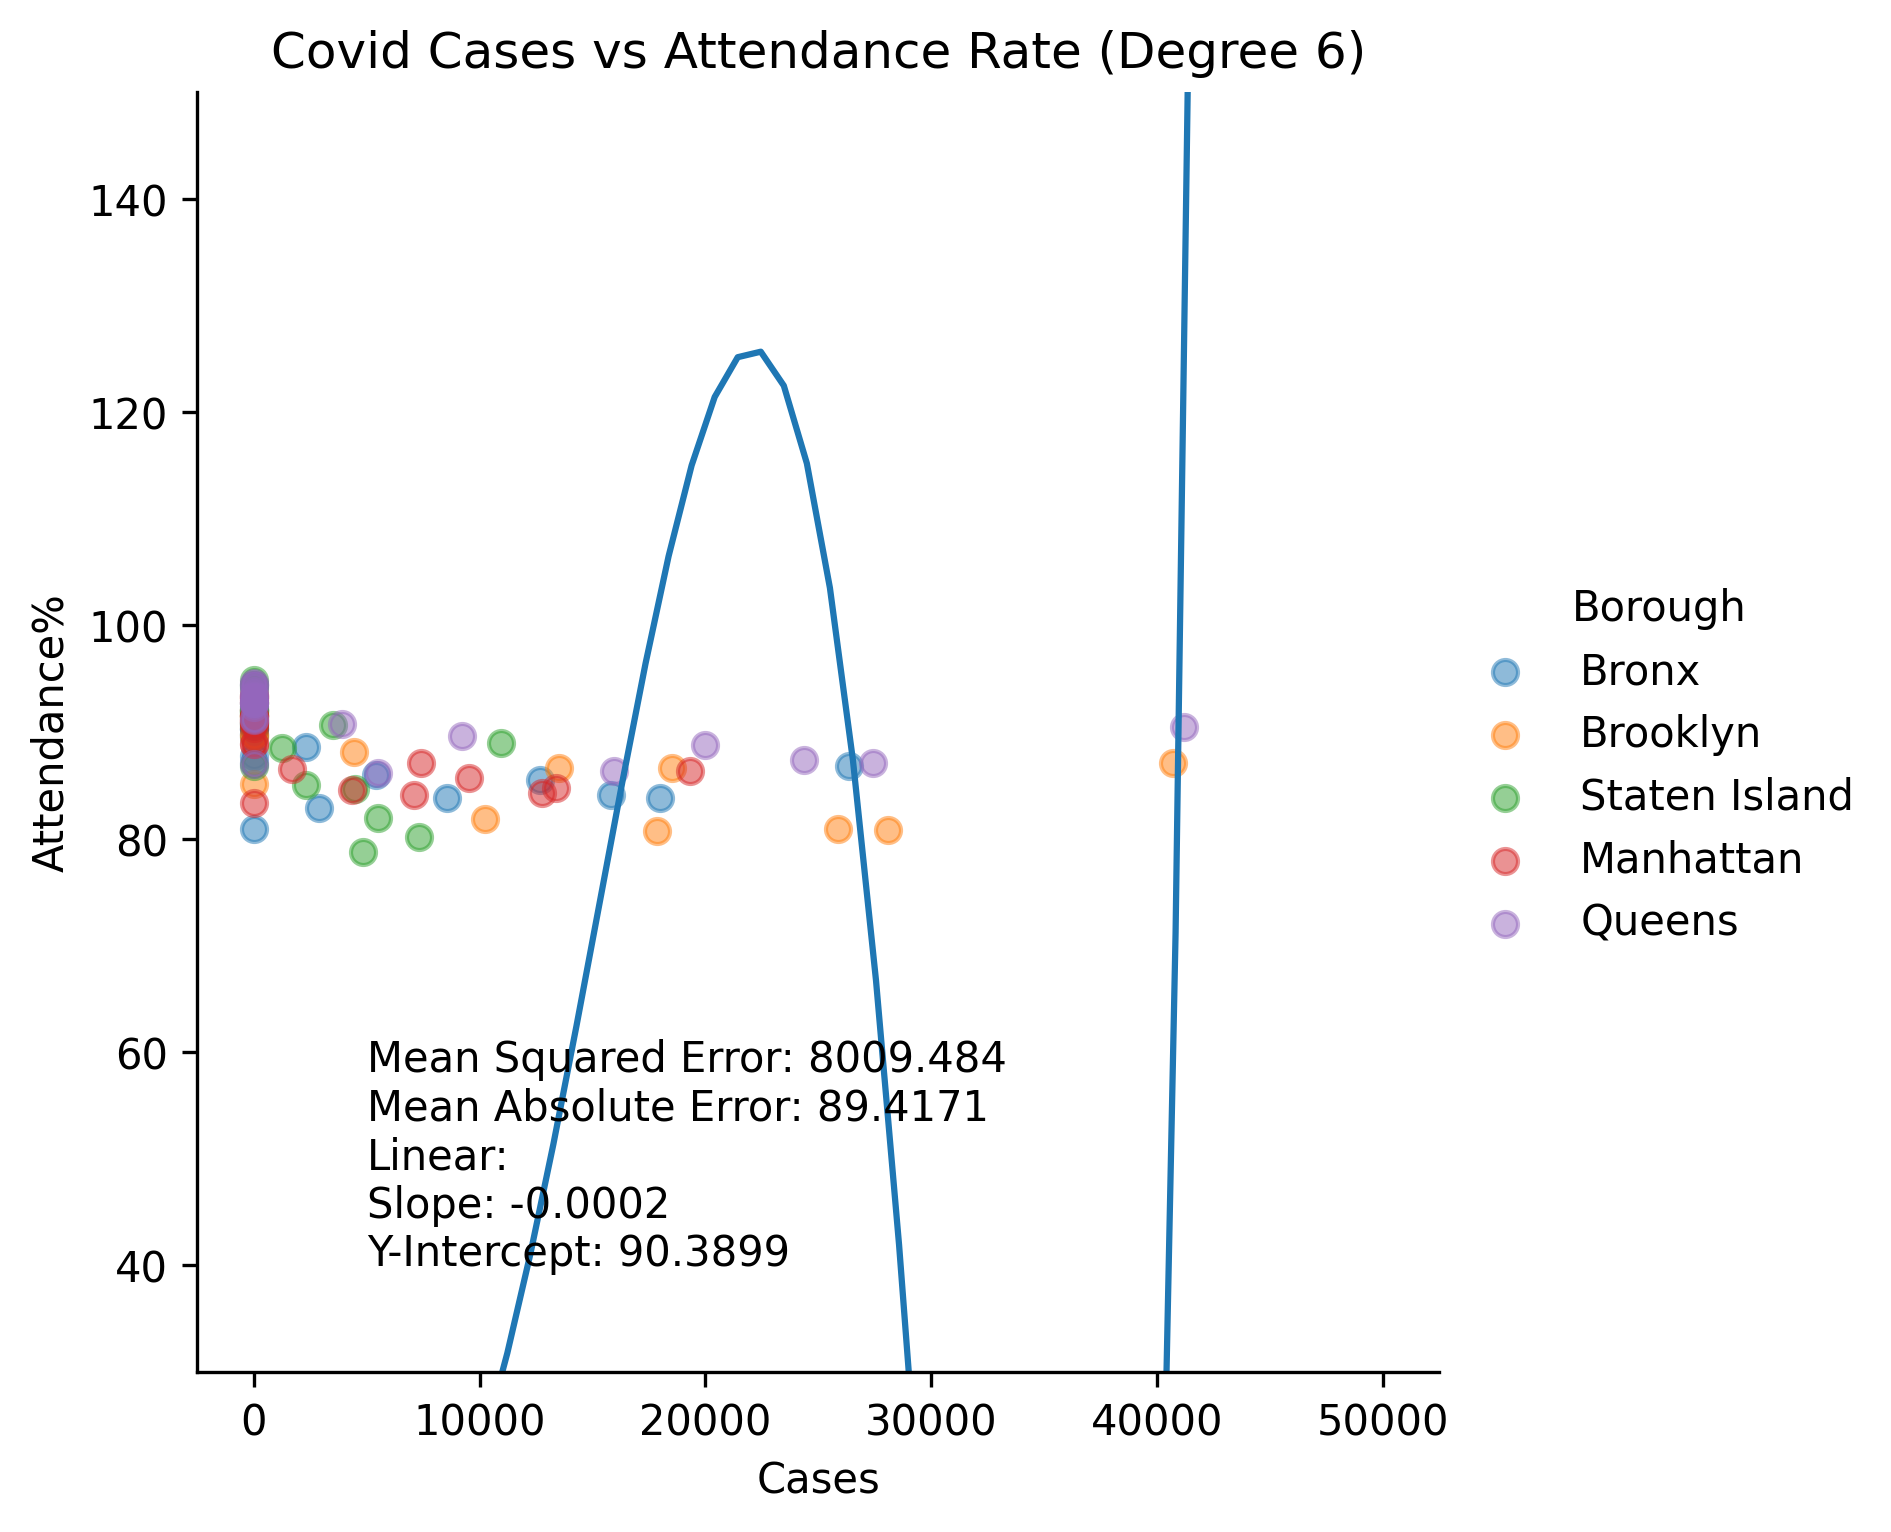 Covid Cases vs Attendance Rate (Degree 6)
140
120
100
80
60
40
Attendance%
Mean Squared Error: 8009.484
Mean Absolute Error: 89.4171
Linear:
Slope: -0.0002
Y-Intercept: 90.3899
0 10000 20000 30000 40000 50000
Cases
Borough
Bronx
Brooklyn
Staten Island
Manhattan
Queens